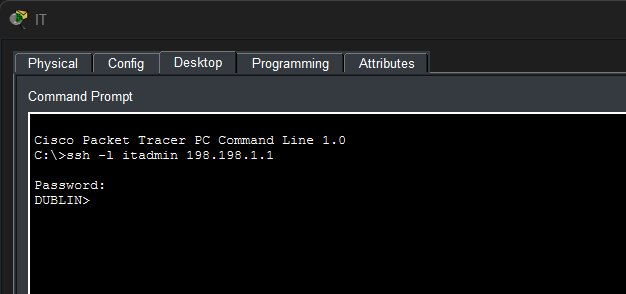 IT
Physical Config Desktop Programming Attributes
Command Prompt
Cisco Packet Tracer PC Command Line 1.0
C:\>ssh -l itadmin 198.198.1.1
Password:
DUBLIN>